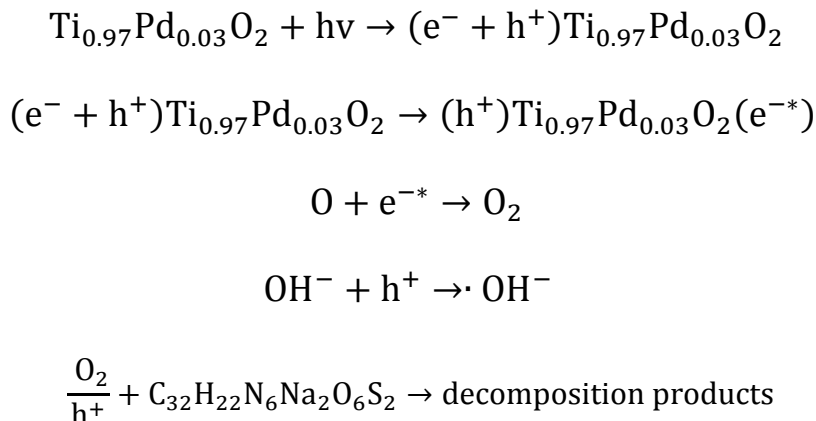 Ti₀.₉₇Pd₀.₀₃O₂ + hv → (e⁻ + h⁺)Ti₀.₉₇Pd₀.₀₃O₂
(e⁻ + h⁺)Ti₀.₉₇Pd₀.₀₃O₂ → (h⁺)Ti₀.₉₇Pd₀.₀₃O₂(e⁻*)
O + e⁻* → O₂
OH⁻ + h⁺ →· OH⁻
O₂/h⁺ + C₃₂H₂₂N₆Na₂O₆S₂ → decomposition products